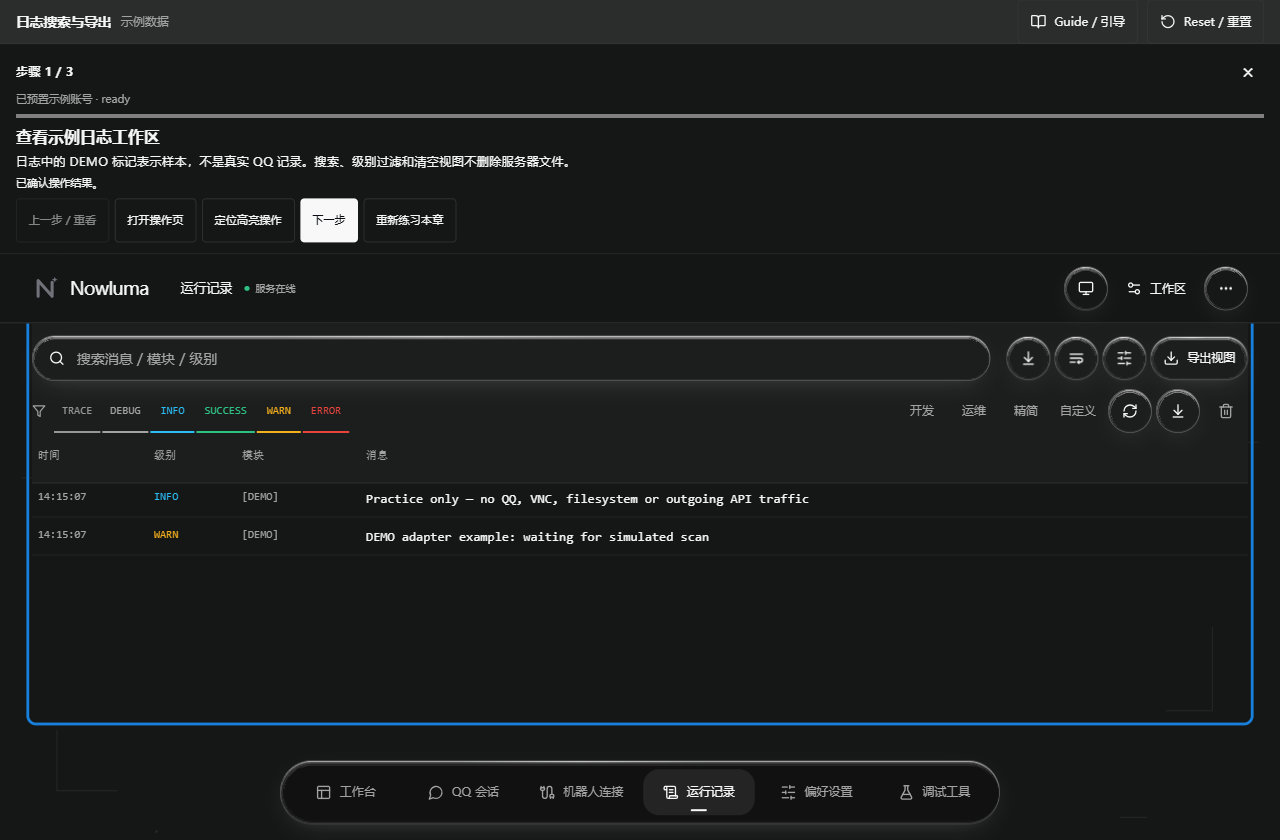 日志搜索与导出 示例数据 Guide / 引导 Reset / 重置
步骤 1 / 3
已预置示例账号 · ready
查看示例日志工作区
日志中的 DEMO 标记表示样本，不是真实 QQ 记录。搜索、级别过滤和清空视图不删除服务器文件。
已确认操作结果。
上一步 / 重看 打开操作页 定位高亮操作 下一步 重新练习本章
Nowluma 运行记录 服务在线 工作区
搜索消息 / 模块 / 级别 导出视图
TRACE DEBUG INFO SUCCESS WARN ERROR 开发 运维 精简 自定义
时间 级别 模块 消息
14:15:07 INFO [DEMO] Practice only — no QQ, VNC, filesystem or outgoing API traffic
14:15:07 WARN [DEMO] DEMO adapter example: waiting for simulated scan
工作台 QQ 会话 机器人连接 运行记录 偏好设置 调试工具